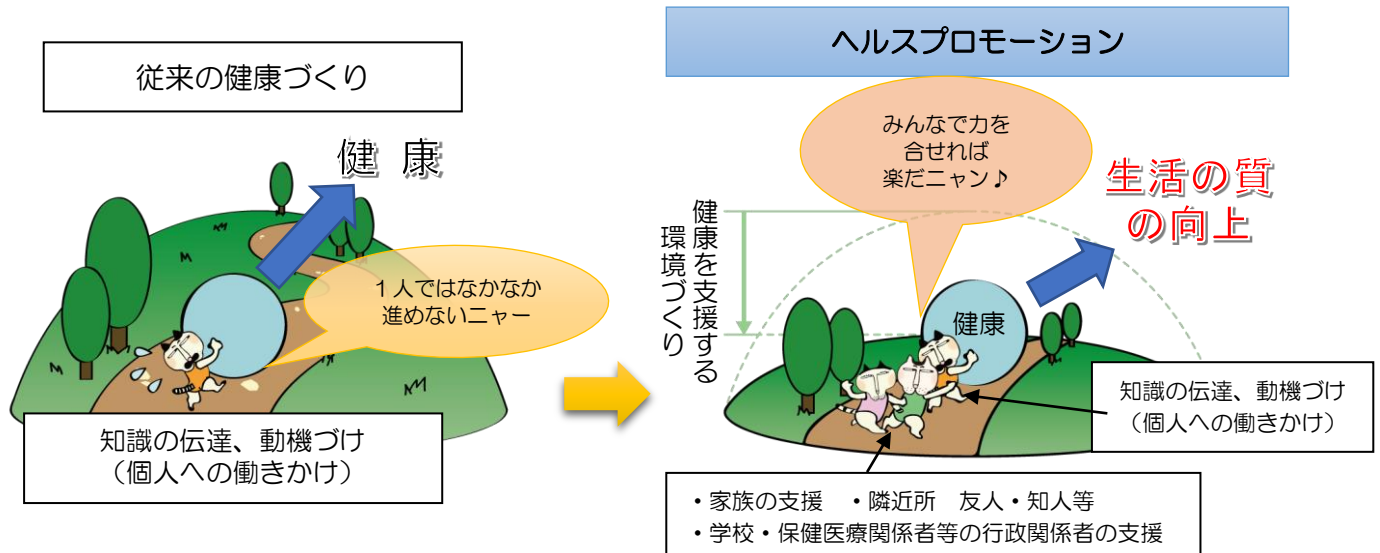 従来の健康づくり
健 康
1人ではなかなか
進めないニャー
知識の伝達、動機づけ
（個人への働きかけ）
ヘルスプロモーション
みんなで力を
合せれば
楽だニャン♪
生活の質
の向上
健康を支援する
環境づくり
健康
知識の伝達、動機づけ
（個人への働きかけ）
・家族の支援　・隣近所　友人・知人等
・学校・保健医療関係者等の行政関係者の支援